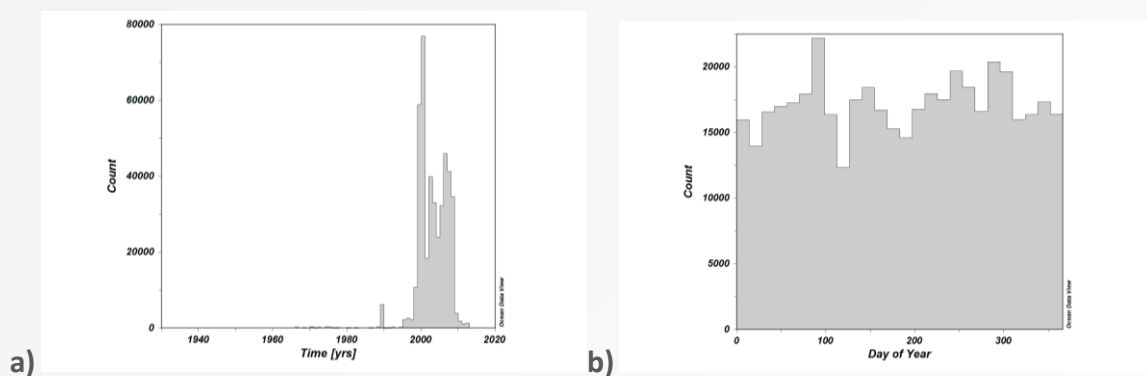 80000
60000
40000
20000
0
Count
1940 1960 1980 2000 2020
Time [yrs]
Ocean Data View
a)
20000
15000
10000
5000
0
Count
0 100 200 300
Day of Year
Ocean Data View
b)